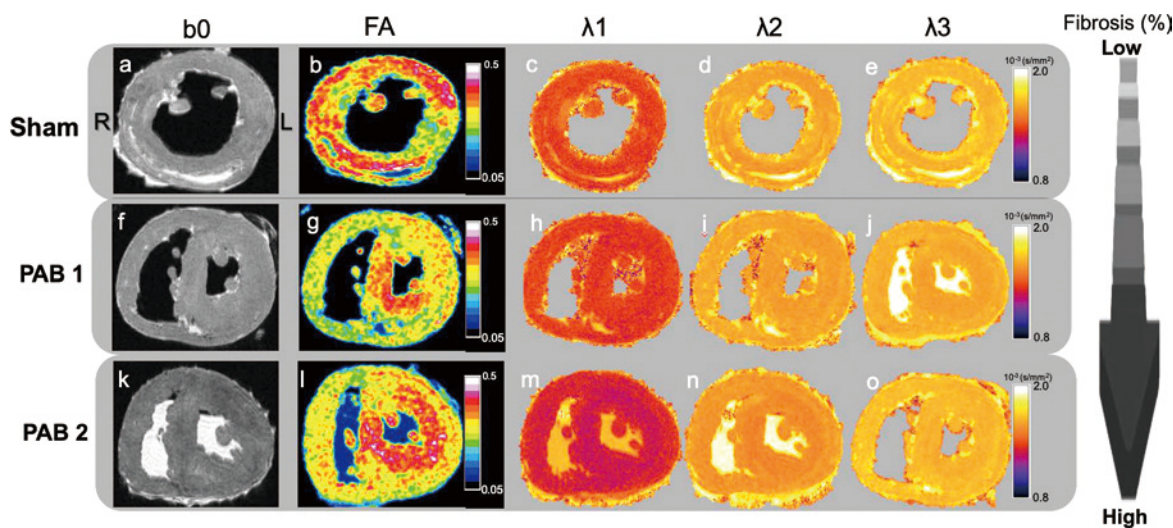 b0 FA λ1 λ2 λ3 Fibrosis (%)
Low
Sham R L
a b c d e
0.5
0.05
10⁻³ (s/mm²)
2.0
0.8
PAB 1
f g h i j
0.5
0.05
10⁻³ (s/mm²)
2.0
0.8
PAB 2
k l m n o
0.5
0.05
10⁻³ (s/mm²)
2.0
0.8
High